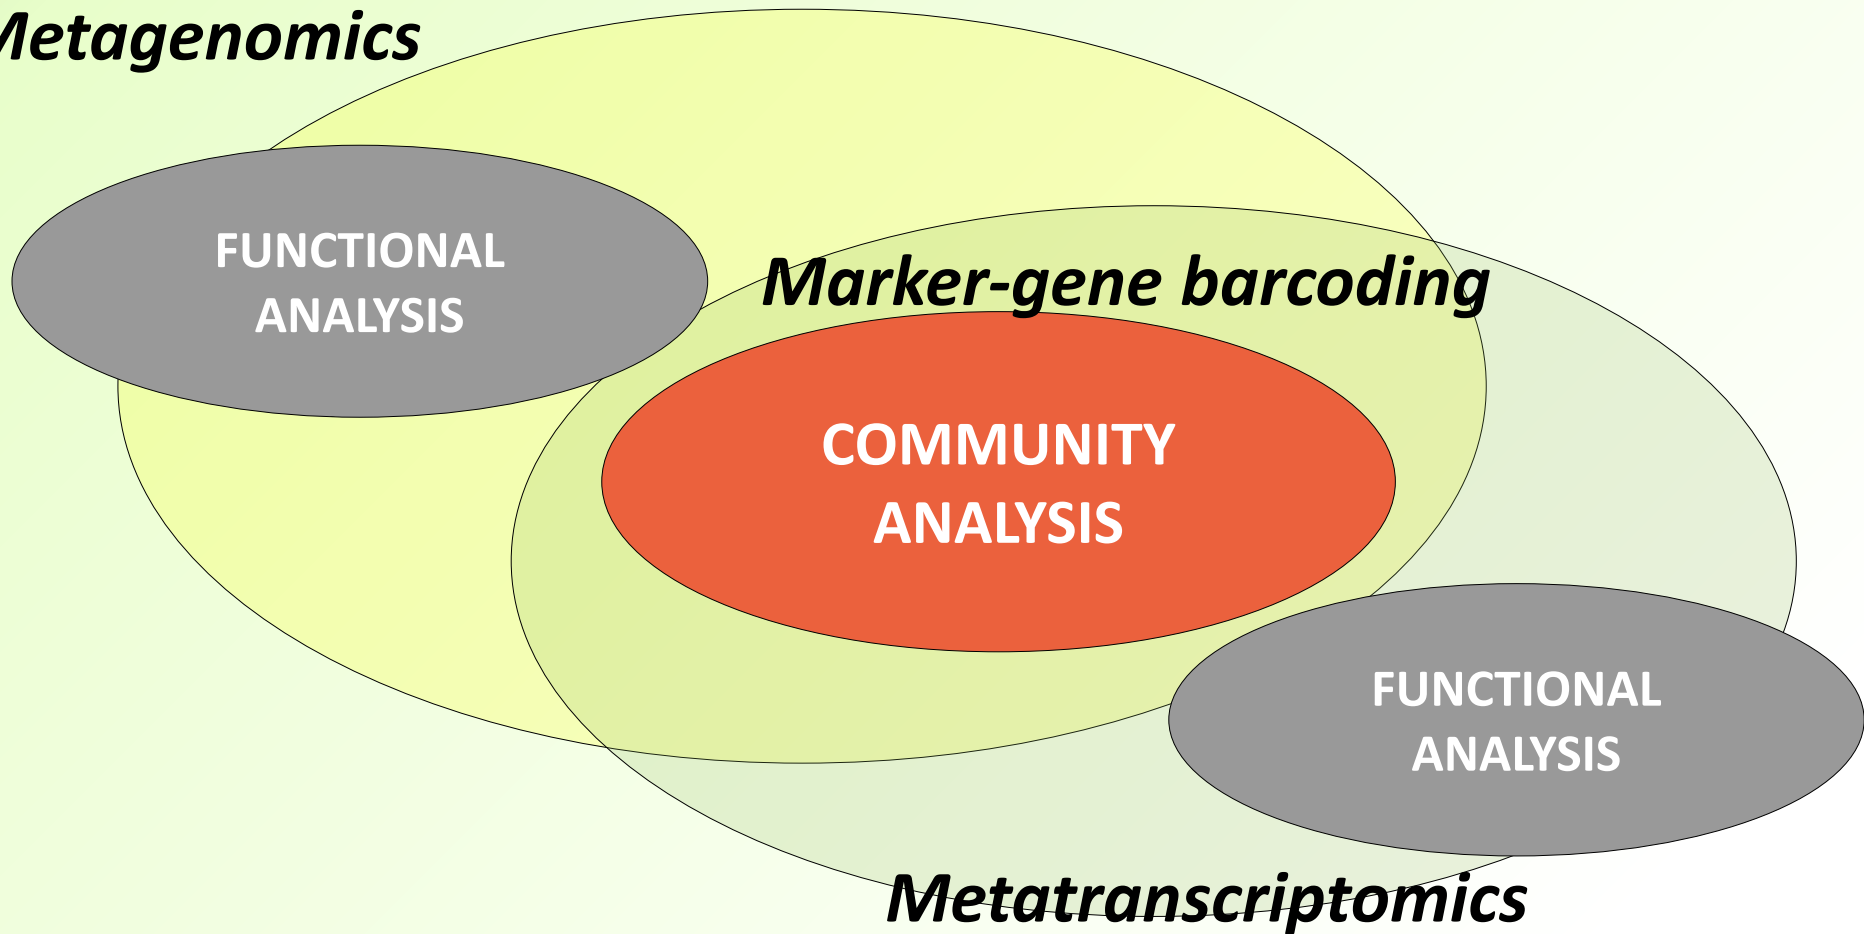 Metagenomics
FUNCTIONAL
ANALYSIS
Marker-gene barcoding
COMMUNITY
ANALYSIS
FUNCTIONAL
ANALYSIS
Metatranscriptomics